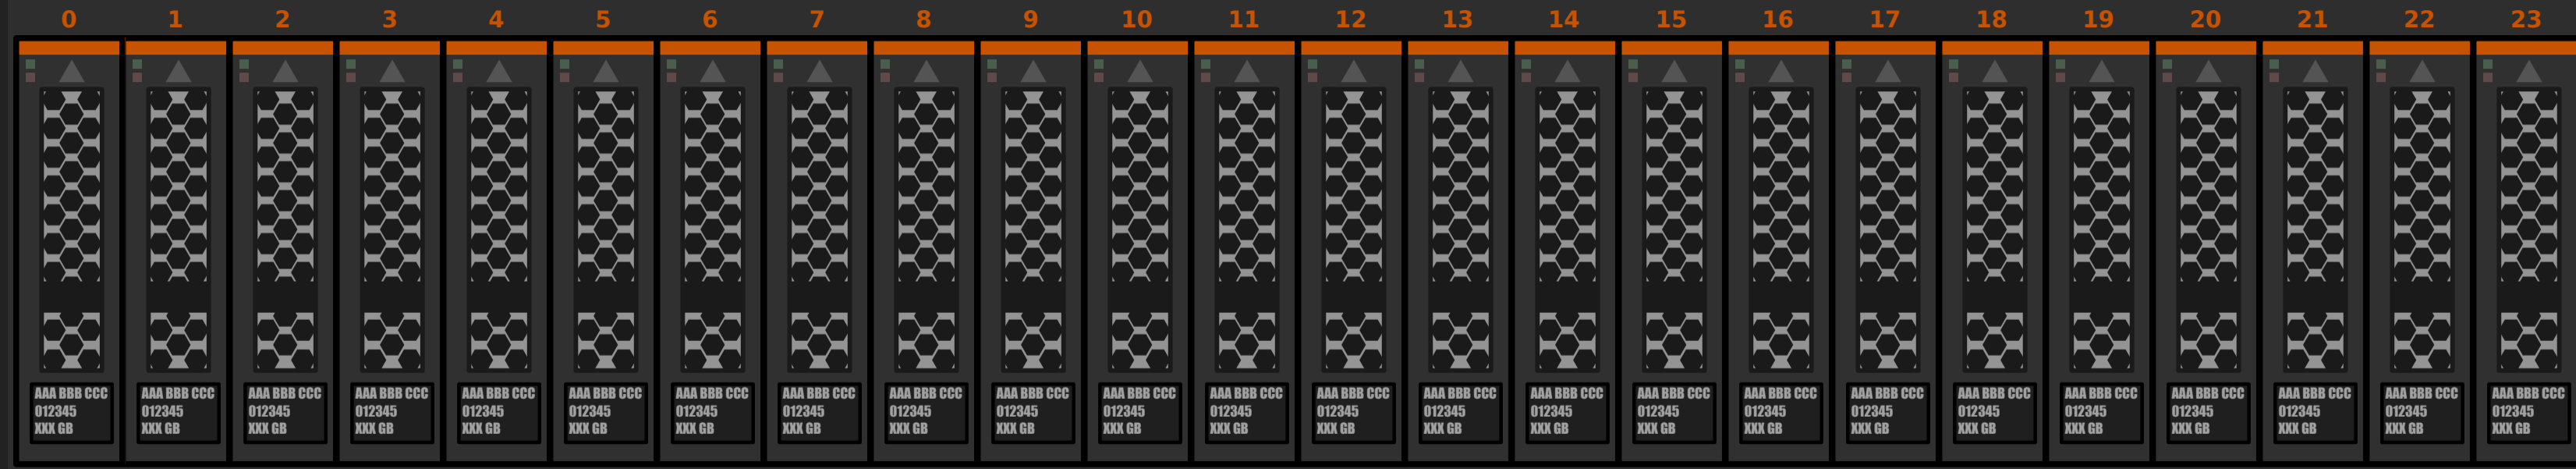 0 1 2 3 4 5 6 7 8 9 10 11 12 13 14 15 16 17 18 19 20 21 22 23
AAA BBB CCC AAA BBB CCC AAA BBB CCC AAA BBB CCC AAA BBB CCC AAA BBB CCC AAA BBB CCC AAA BBB CCC AAA BBB CCC AAA BBB CCC AAA BBB CCC AAA BBB CCC AAA BBB CCC AAA BBB CCC AAA BBB CCC AAA BBB CCC AAA BBB CCC AAA BBB CCC AAA BBB CCC AAA BBB CCC AAA BBB CCC AAA BBB CCC AAA BBB CCC AAA BBB CCC
012345 012345 012345 012345 012345 012345 012345 012345 012345 012345 012345 012345 012345 012345 012345 012345 012345 012345 012345 012345 012345 012345 012345 012345
XXX GB XXX GB XXX GB XXX GB XXX GB XXX GB XXX GB XXX GB XXX GB XXX GB XXX GB XXX GB XXX GB XXX GB XXX GB XXX GB XXX GB XXX GB XXX GB XXX GB XXX GB XXX GB XXX GB XXX GB